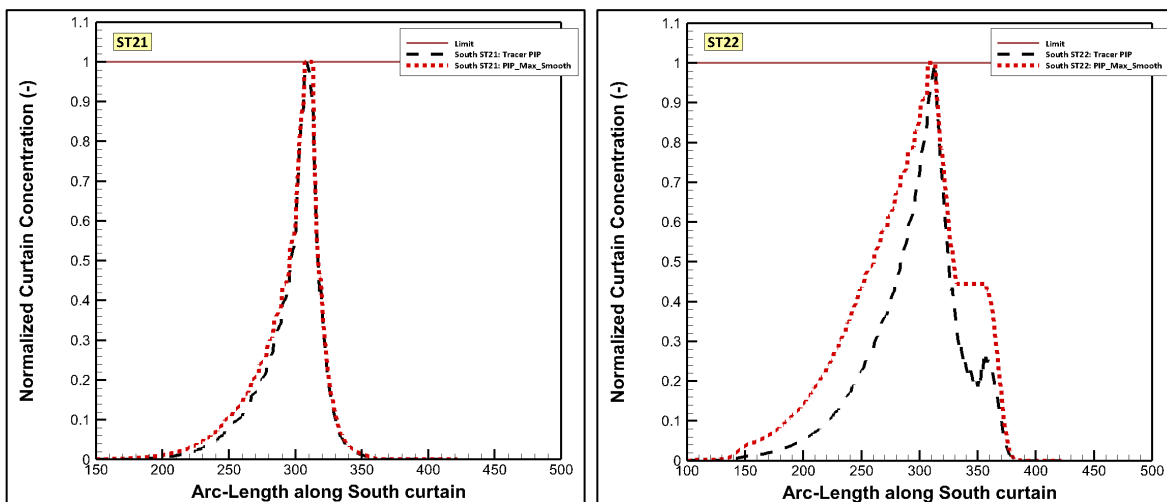 ST21
Limit
South ST21: Tracer PIP
South ST21: PIP_Max_Smooth
Normalized Curtain Concentration (-)
1.1
1
0.9
0.8
0.7
0.6
0.5
0.4
0.3
0.2
0.1
0
150 200 250 300 350 400 450 500
Arc-Length along South curtain
ST22
Limit
South ST22: Tracer PIP
South ST22: PIP_Max_Smooth
Normalized Curtain Concentration (-)
1.1
1
0.9
0.8
0.7
0.6
0.5
0.4
0.3
0.2
0.1
0
100 150 200 250 300 350 400 450 500
Arc-Length along South curtain